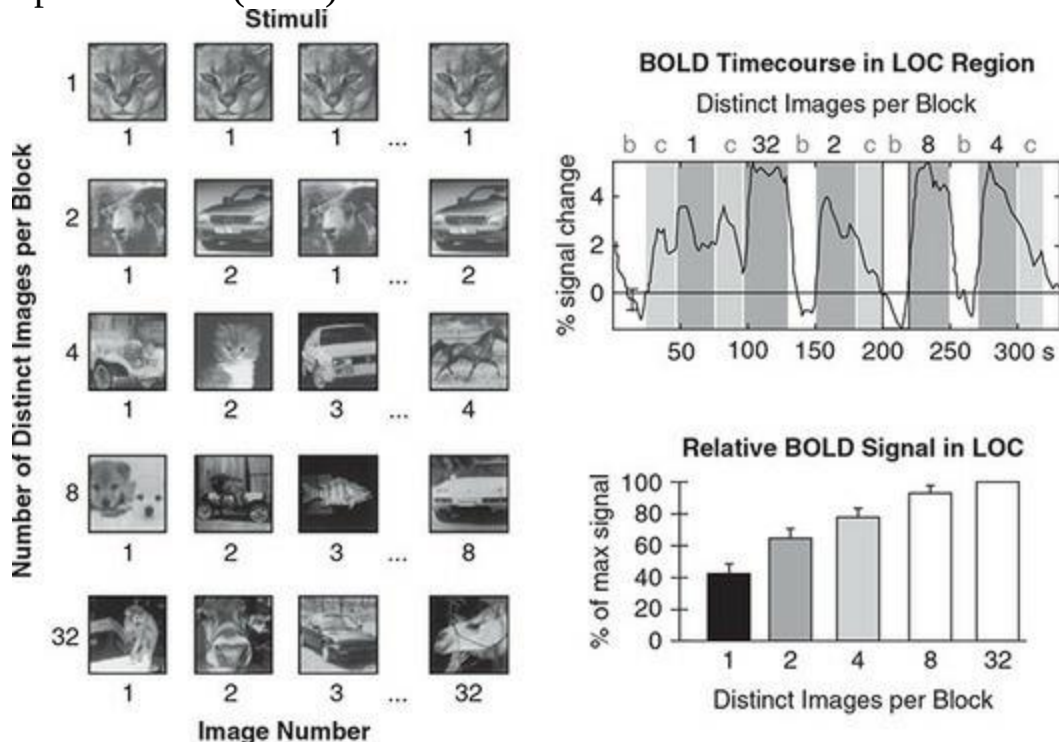 Stimuli
Number of Distinct Images per Block
1
1 1 1 ... 1
2
1 2 1 ... 2
4
1 2 3 ... 4
8
1 2 3 ... 8
32
1 2 3 ... 32
Image Number
BOLD Timecourse in LOC Region
Distinct Images per Block
b c 1 c 32 b 2 c b 8 b 4 c
% signal change
4
2
0
50 100 150 200 250 300 s
Relative BOLD Signal in LOC
% of max signal
100
80
60
40
20
0
1 2 4 8 32
Distinct Images per Block